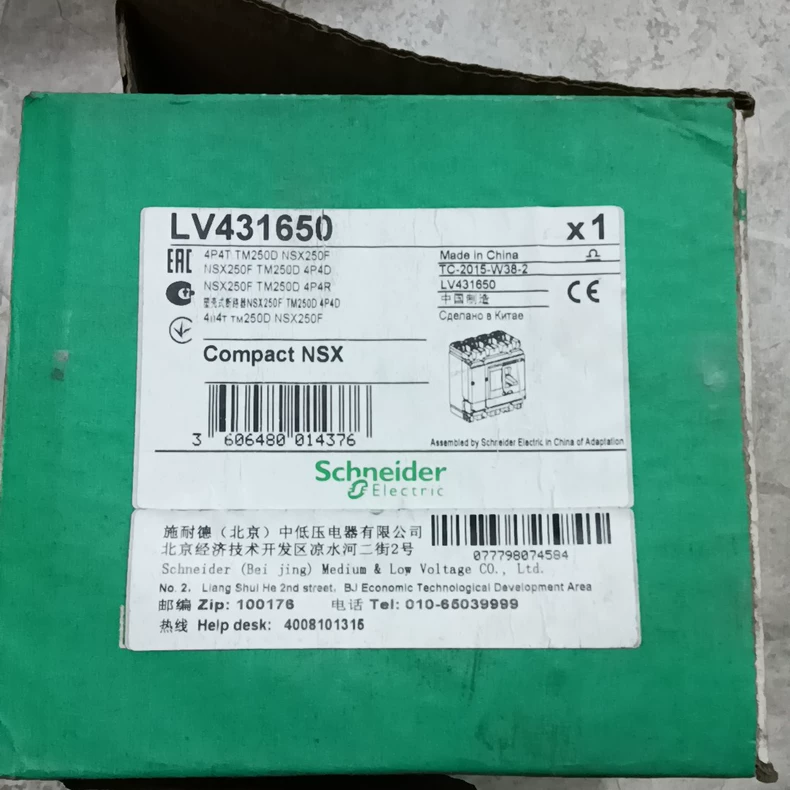 LV431650
x1
4P4T TM250D NSX250F
NSX250F TM250D 4P4D
NSX250F TM250D 4P4R
塑壳式断路器NSX250F TM250D 4P4D
4П4Т TM250D NSX250F
EAC
Made in China
TC-2015-W38-2
LV431650
中国制造
Сделано в Китае
CE
Compact NSX
3 606480 014376
Assembled by Schneider Electric in China of Adaptation
Schneider
Electric
施耐德（北京）中低压电器有限公司
北京经济技术开发区凉水河二街2号
077798074584
Schneider (Bei jing) Medium & Low Voltage CO., Ltd.
No. 2, Liang Shui He 2nd street, BJ Economic Technological Development Area
邮编 Zip: 100176 电话 Tel: 010-65039999
热线 Help desk: 4008101315